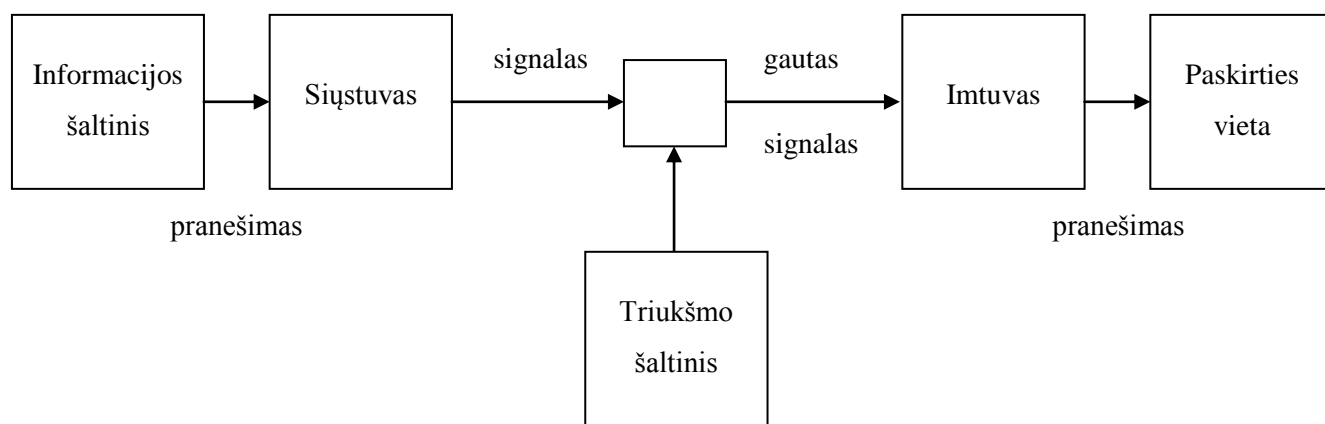 Informacijos
šaltinis
Siųstuvas
signalas
gautas
signalas
Imtuvas
Paskirties
vieta
pranešimas
pranešimas
Triukšmo
šaltinis